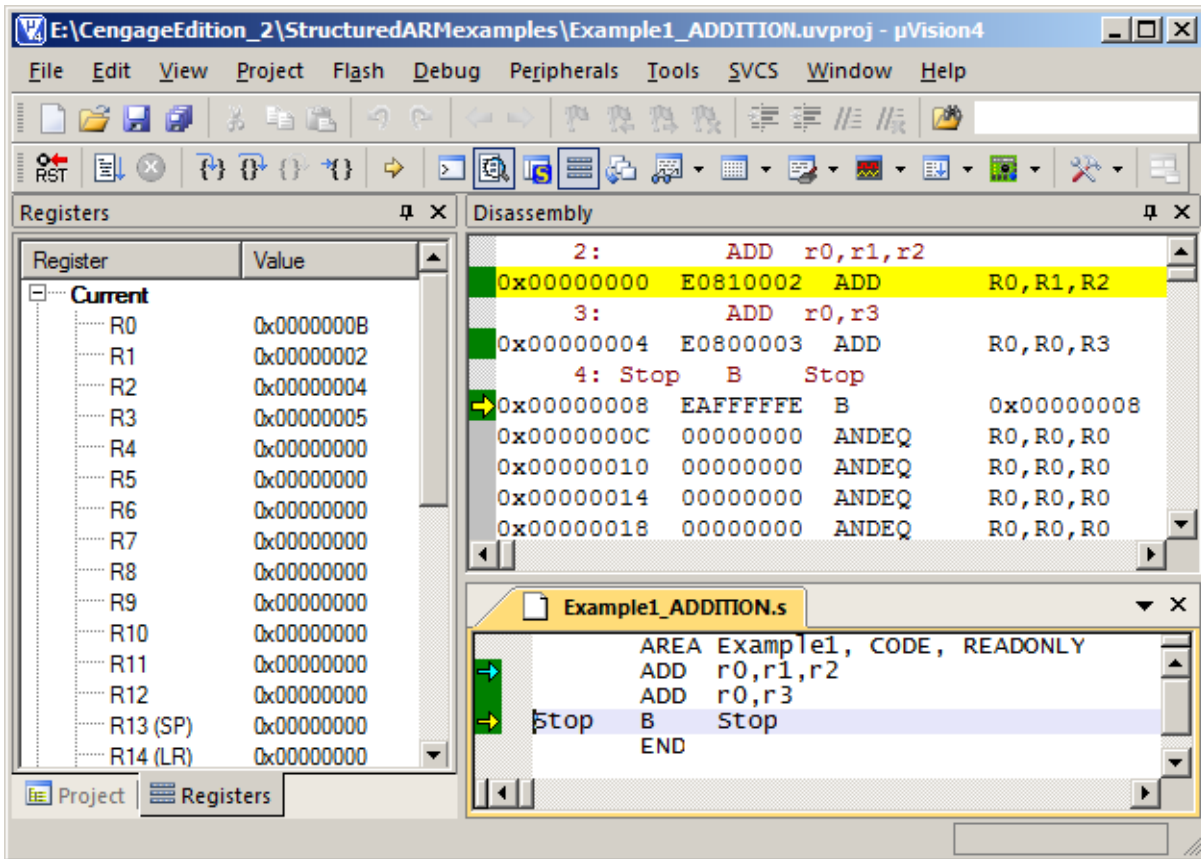 E:\CengageEdition_2\StructuredARMexamples\Example1_ADDITION.uvproj - µVision4
File Edit View Project Flash Debug Peripherals Tools SVCS Window Help
RST
Registers
Register Value
Current
R0 0x0000000B
R1 0x00000002
R2 0x00000004
R3 0x00000005
R4 0x00000000
R5 0x00000000
R6 0x00000000
R7 0x00000000
R8 0x00000000
R9 0x00000000
R10 0x00000000
R11 0x00000000
R12 0x00000000
R13 (SP) 0x00000000
R14 (LR) 0x00000000
Project Registers
Disassembly
2: ADD r0,r1,r2
0x00000000 E0810002 ADD R0,R1,R2
3: ADD r0,r3
0x00000004 E0800003 ADD R0,R0,R3
4: Stop B Stop
0x00000008 EAFFFFFE B 0x00000008
0x0000000C 00000000 ANDEQ R0,R0,R0
0x00000010 00000000 ANDEQ R0,R0,R0
0x00000014 00000000 ANDEQ R0,R0,R0
0x00000018 00000000 ANDEQ R0,R0,R0
Example1_ADDITION.s
AREA Example1, CODE, READONLY
ADD r0,r1,r2
ADD r0,r3
Stop B Stop
END